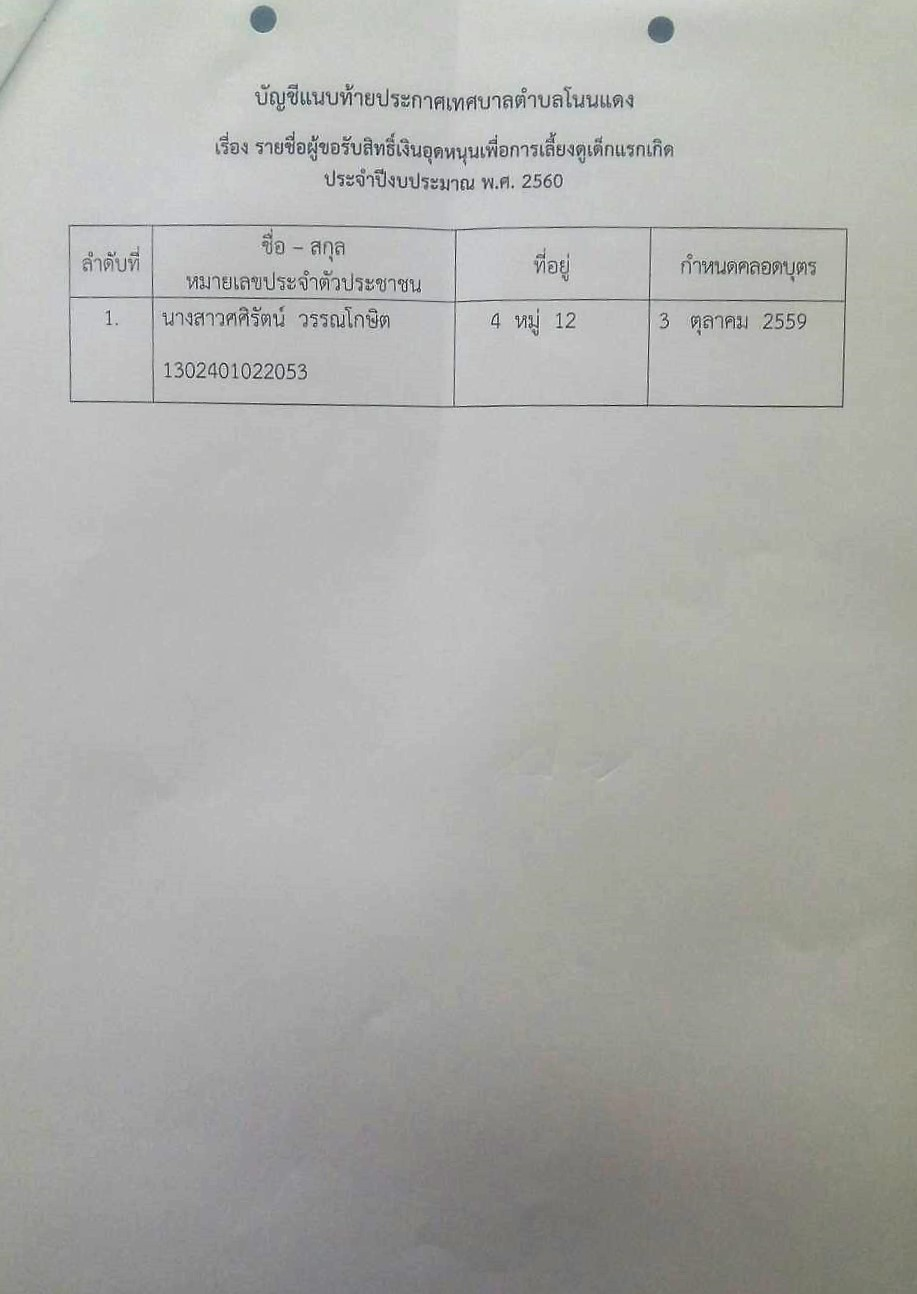 บัญชีแนบท้ายประกาศเทศบาลตำบลโนนแดง
เรื่อง รายชื่อผู้ขอรับสิทธิ์เงินอุดหนุนเพื่อการเลี้ยงดูเด็กแรกเกิด
ประจำปีงบประมาณ พ.ศ. 2560
ลำดับที่ ชื่อ – สกุล ที่อยู่ กำหนดคลอดบุตร
หมายเลขประจำตัวประชาชน
1. นางสาวศศิรัตน์ วรรณโกษิต 4 หมู่ 12 3 ตุลาคม 2559
1302401022053